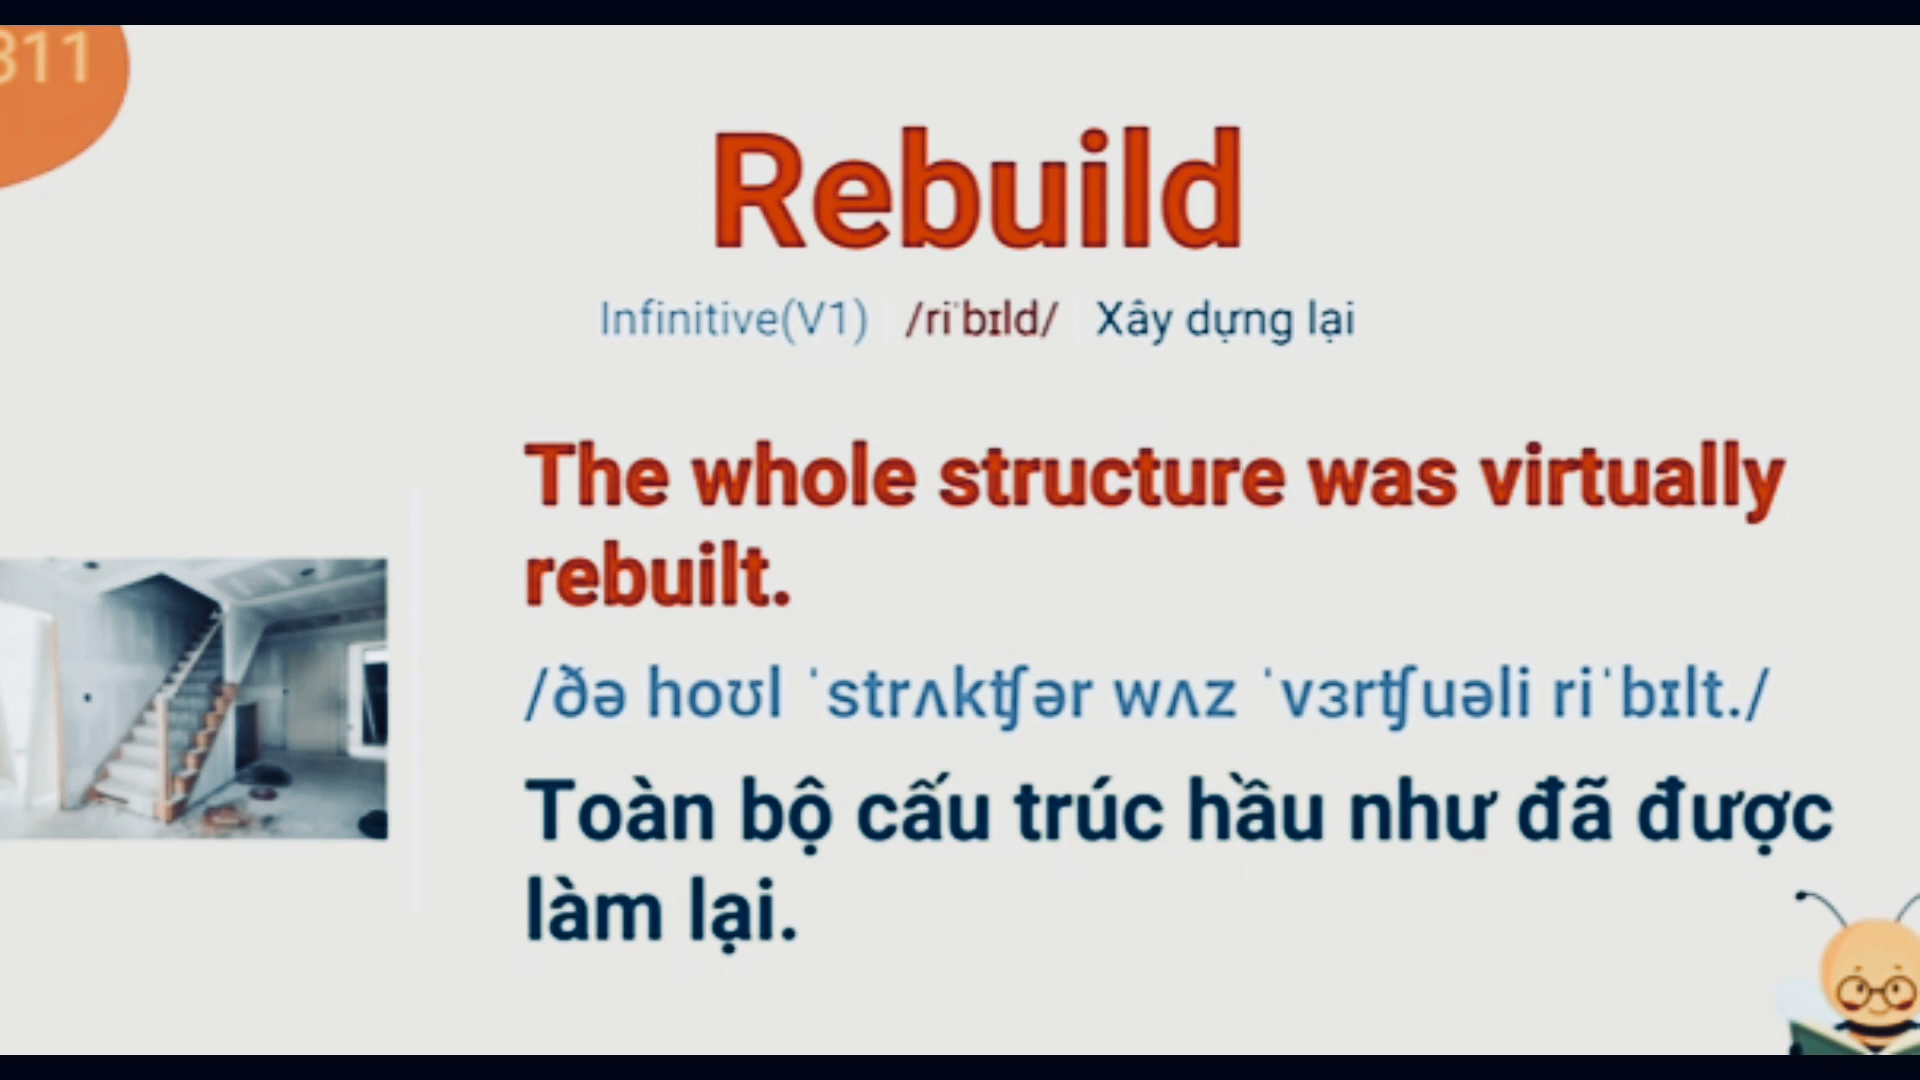 311
Rebuild
Infinitive(V1) /riˈbɪld/ Xây dựng lại
The whole structure was virtually
rebuilt.
/ðə hoʊl ˈstrʌkʧər wʌz ˈvɜrʧuəli riˈbɪlt./
Toàn bộ cấu trúc hầu như đã được
làm lại.